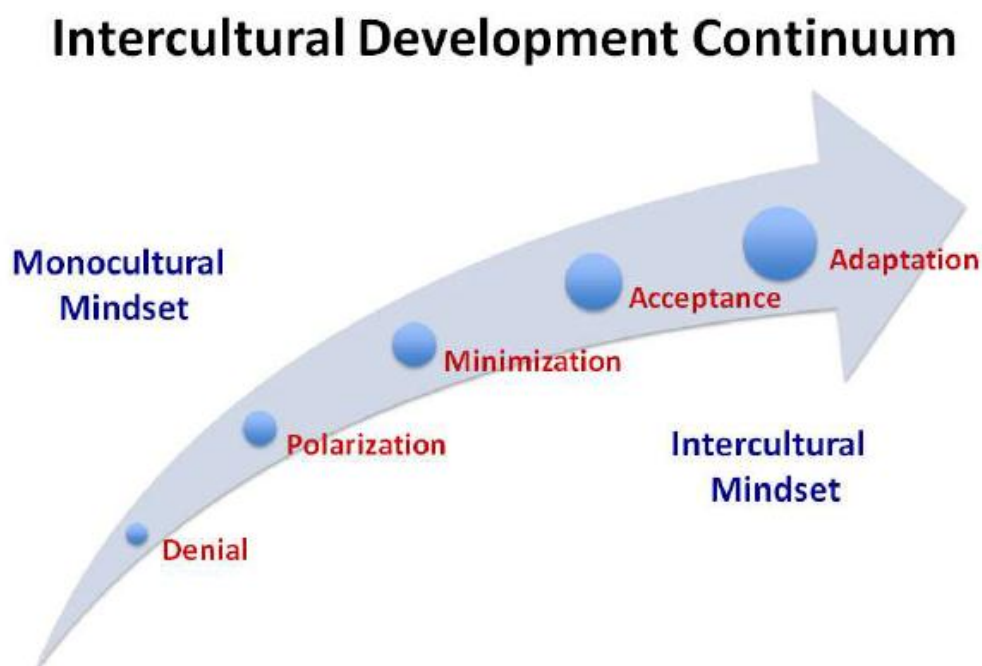 Intercultural Development Continuum
Monocultural
Mindset
Adaptation
Acceptance
Minimization
Polarization
Intercultural
Mindset
Denial